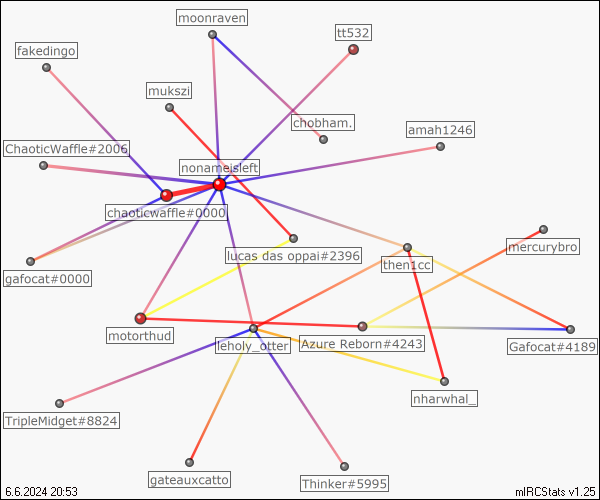 moonraven
tt532
fakedingo
mukszi
chobham.
amah1246
ChaoticWaffle#2006
nonameisleft
chaoticwaffle#0000
lucas das oppai#2396
mercurybro
then1cc
gafocat#0000
motorthud
leholy_otter
Azure Reborn#4243
Gafocat#4189
nharwhal_
TripleMidget#8824
gateauxcatto
Thinker#5995
6.6.2024 20:53
mIRCStats v1.25